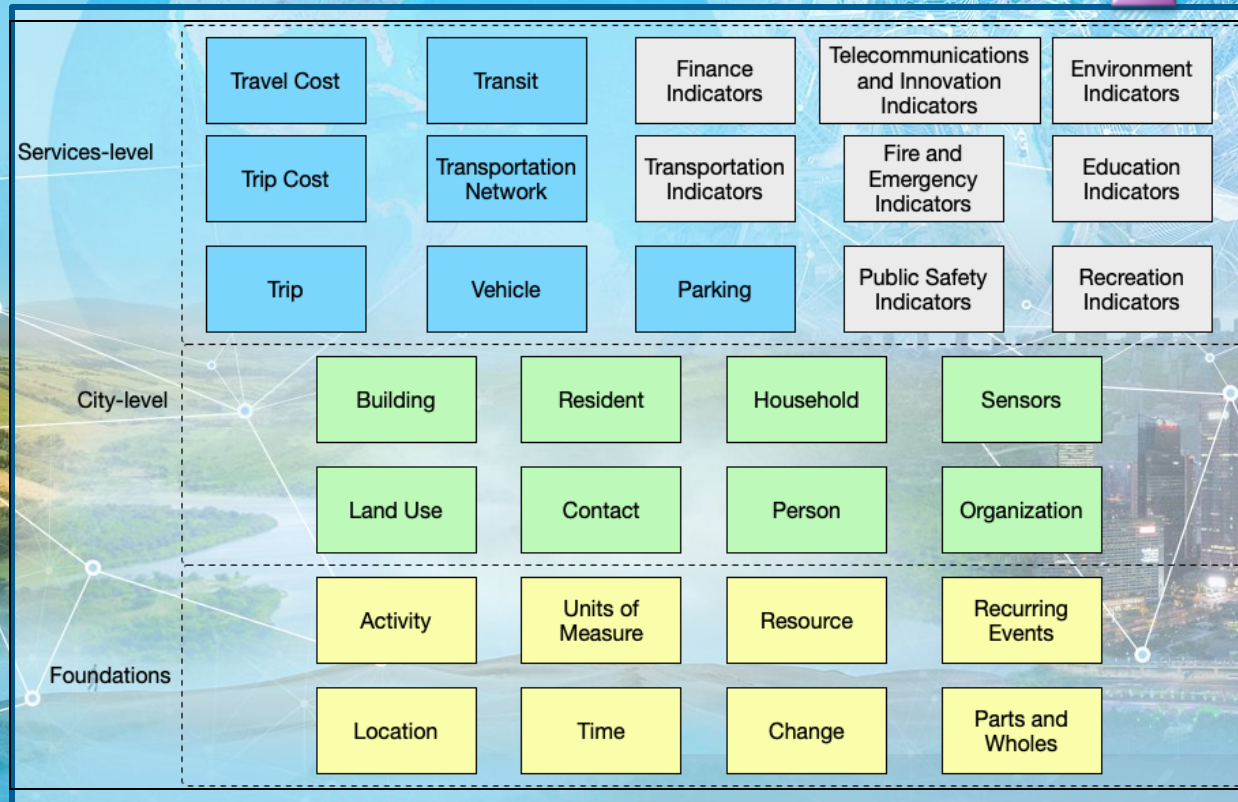 Travel Cost
Transit
Finance
Indicators
Telecommunications
and Innovation
Indicators
Environment
Indicators
Services-level
Trip Cost
Transportation
Network
Transportation
Indicators
Fire and
Emergency
Indicators
Education
Indicators
Trip
Vehicle
Parking
Public Safety
Indicators
Recreation
Indicators
City-level
Building
Resident
Household
Sensors
Land Use
Contact
Person
Organization
Foundations
Activity
Units of
Measure
Resource
Recurring
Events
Location
Time
Change
Parts and
Wholes